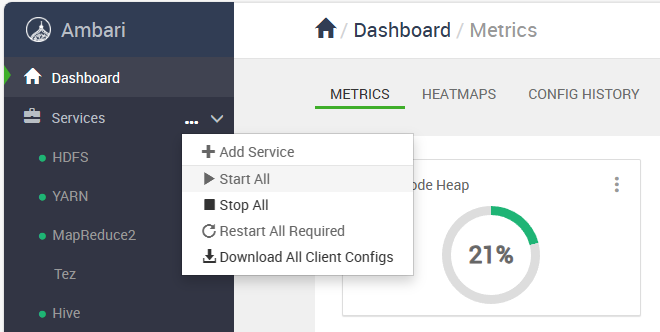 Ambari
/ Dashboard / Metrics
Dashboard
METRICS
HEATMAPS
CONFIG HISTORY
Services
...
Add Service
Start All
Stop All
Restart All Required
Download All Client Configs
HDFS
YARN
MapReduce2
Tez
Hive
Heap
21%